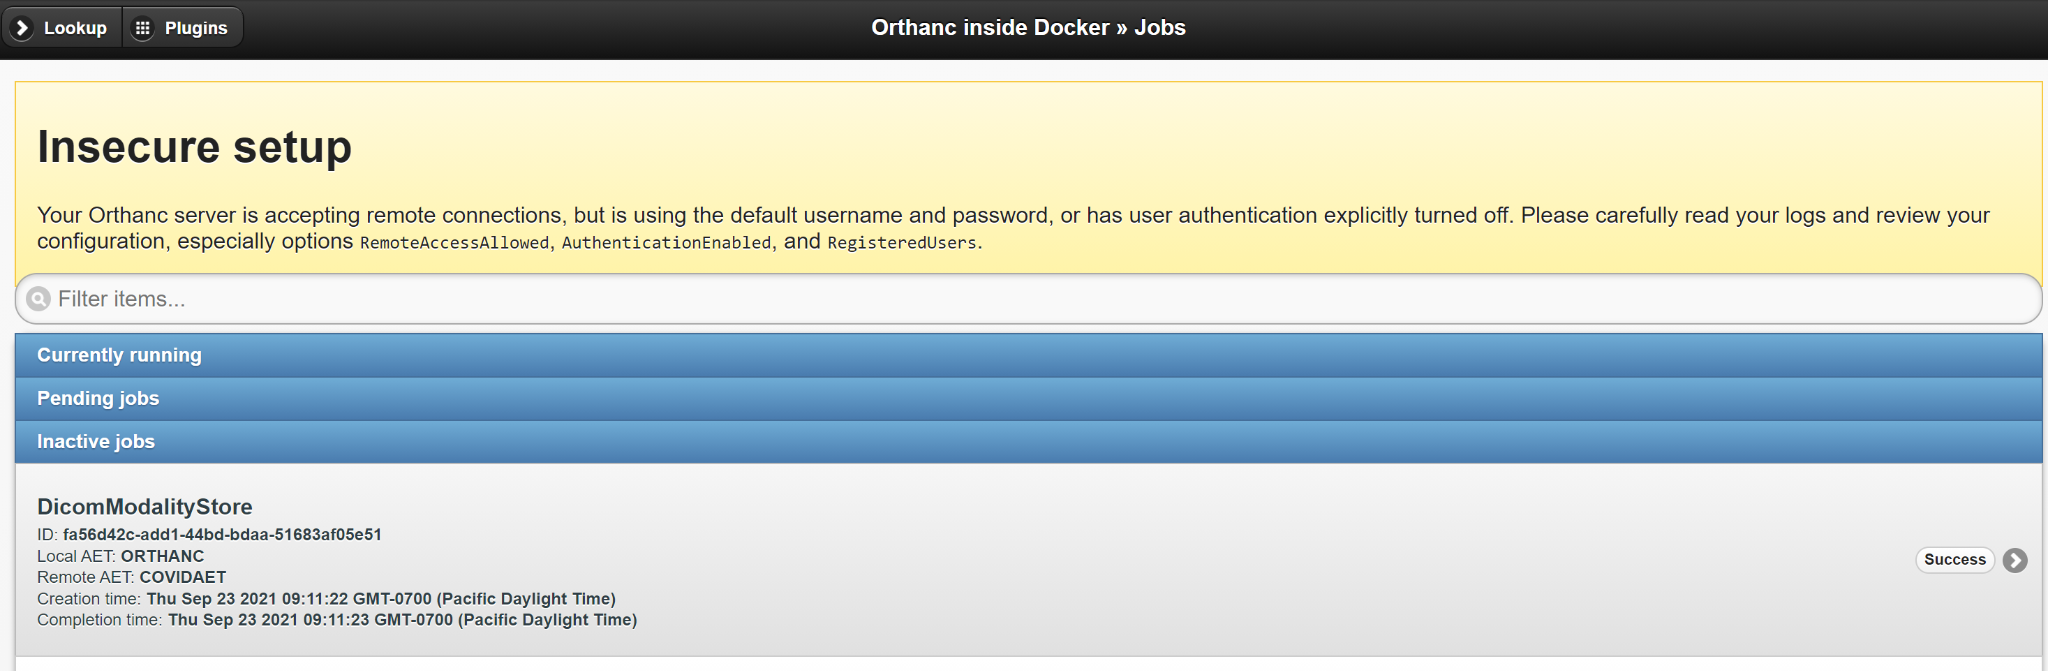 Lookup
Plugins
Orthanc inside Docker » Jobs
Insecure setup
Your Orthanc server is accepting remote connections, but is using the default username and password, or has user authentication explicitly turned off. Please carefully read your logs and review your
configuration, especially options RemoteAccessAllowed, AuthenticationEnabled, and RegisteredUsers.
Filter items...
Currently running
Pending jobs
Inactive jobs
DicomModalityStore
ID: fa56d42c-add1-44bd-bdaa-51683af05e51
Local AET: ORTHANC
Remote AET: COVIDAET
Creation time: Thu Sep 23 2021 09:11:22 GMT-0700 (Pacific Daylight Time)
Completion time: Thu Sep 23 2021 09:11:23 GMT-0700 (Pacific Daylight Time)
Success